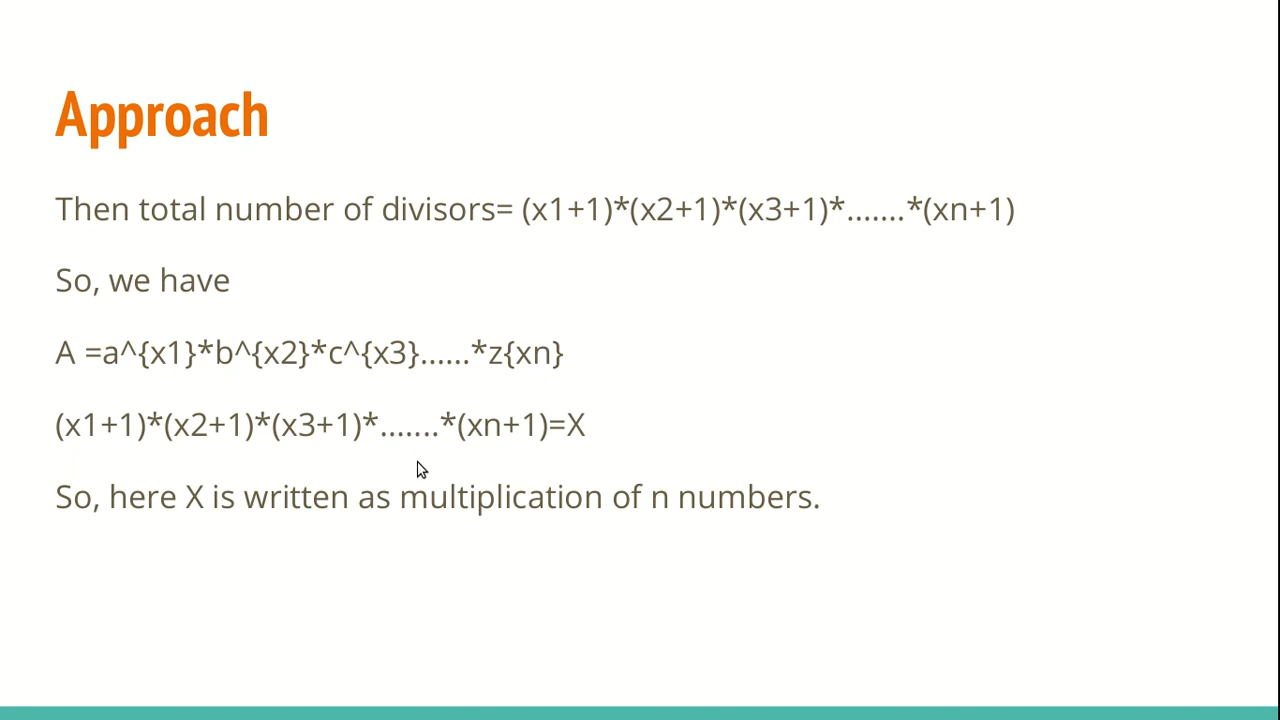 Approach
Then total number of divisors= (x1+1)*(x2+1)*(x3+1)*.......*(xn+1)
So, we have
A =a^{x1}*b^{x2}*c^{x3}......*z{xn}
(x1+1)*(x2+1)*(x3+1)*.......*(xn+1)=X
So, here X is written as multiplication of n numbers.